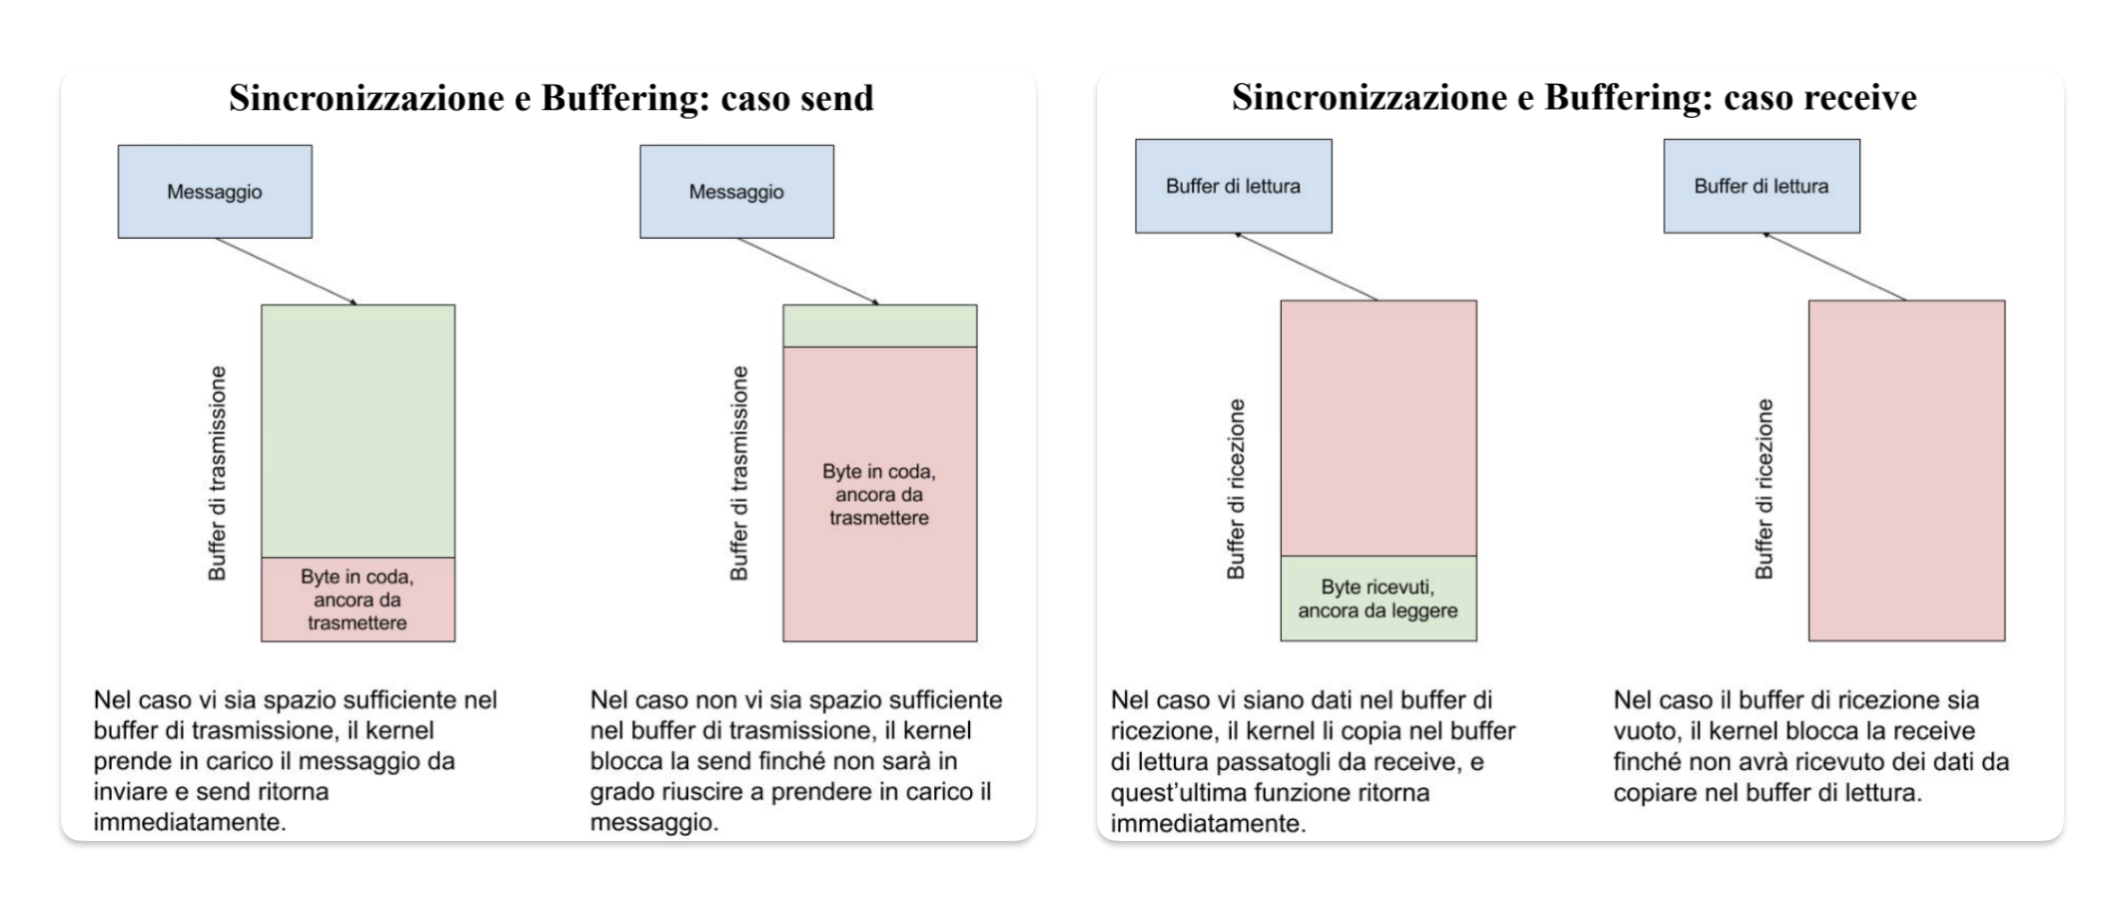 Sincronizzazione e Buffering: caso send
Messaggio
Messaggio
Buffer di trasmissione
Byte in coda,
ancora da
trasmettere
Buffer di trasmissione
Byte in coda,
ancora da
trasmettere
Nel caso vi sia spazio sufficiente nel
buffer di trasmissione, il kernel
prende in carico il messaggio da
inviare e send ritorna
immediatamente.
Nel caso non vi sia spazio sufficiente
nel buffer di trasmissione, il kernel
blocca la send finché non sarà in
grado riuscire a prendere in carico il
messaggio.
Sincronizzazione e Buffering: caso receive
Buffer di lettura
Buffer di lettura
Buffer di ricezione
Byte ricevuti,
ancora da leggere
Buffer di ricezione
Nel caso vi siano dati nel buffer di
ricezione, il kernel li copia nel buffer
di lettura passatogli da receive, e
quest'ultima funzione ritorna
immediatamente.
Nel caso il buffer di ricezione sia
vuoto, il kernel blocca la receive
finché non avrà ricevuto dei dati da
copiare nel buffer di lettura.